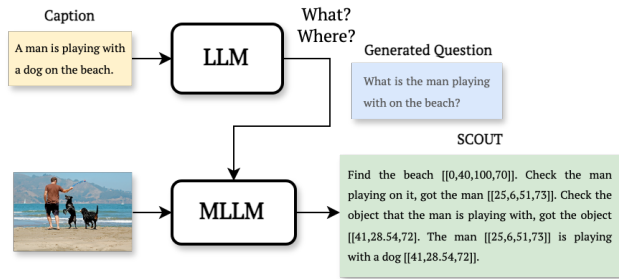 Caption
A man is playing with
a dog on the beach.
LLM
What?
Where?
Generated Question
What is the man playing
with on the beach?
MLLM
SCOUT
Find the beach [[0,40,100,70]]. Check the man
playing on it, got the man [[25,6,51,73]]. Check the
object that the man is playing with, got the object
[[41,28.54,72]]. The man [[25,6,51,73]] is playing
with a dog [[41,28.54,72]].